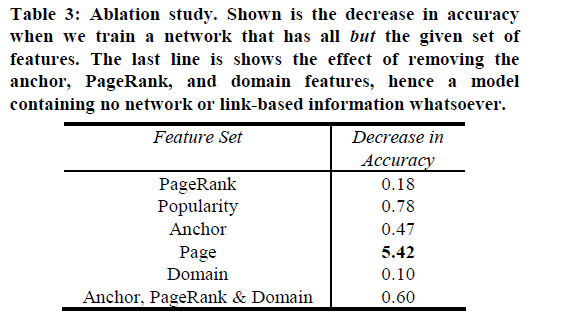 Table 3: Ablation study. Shown is the decrease in accuracy
when we train a network that has all but the given set of
features. The last line is shows the effect of removing the
anchor, PageRank, and domain features, hence a model
containing no network or link-based information whatsoever.
Feature Set Decrease in
Accuracy
PageRank 0.18
Popularity 0.78
Anchor 0.47
Page 5.42
Domain 0.10
Anchor, PageRank & Domain 0.60